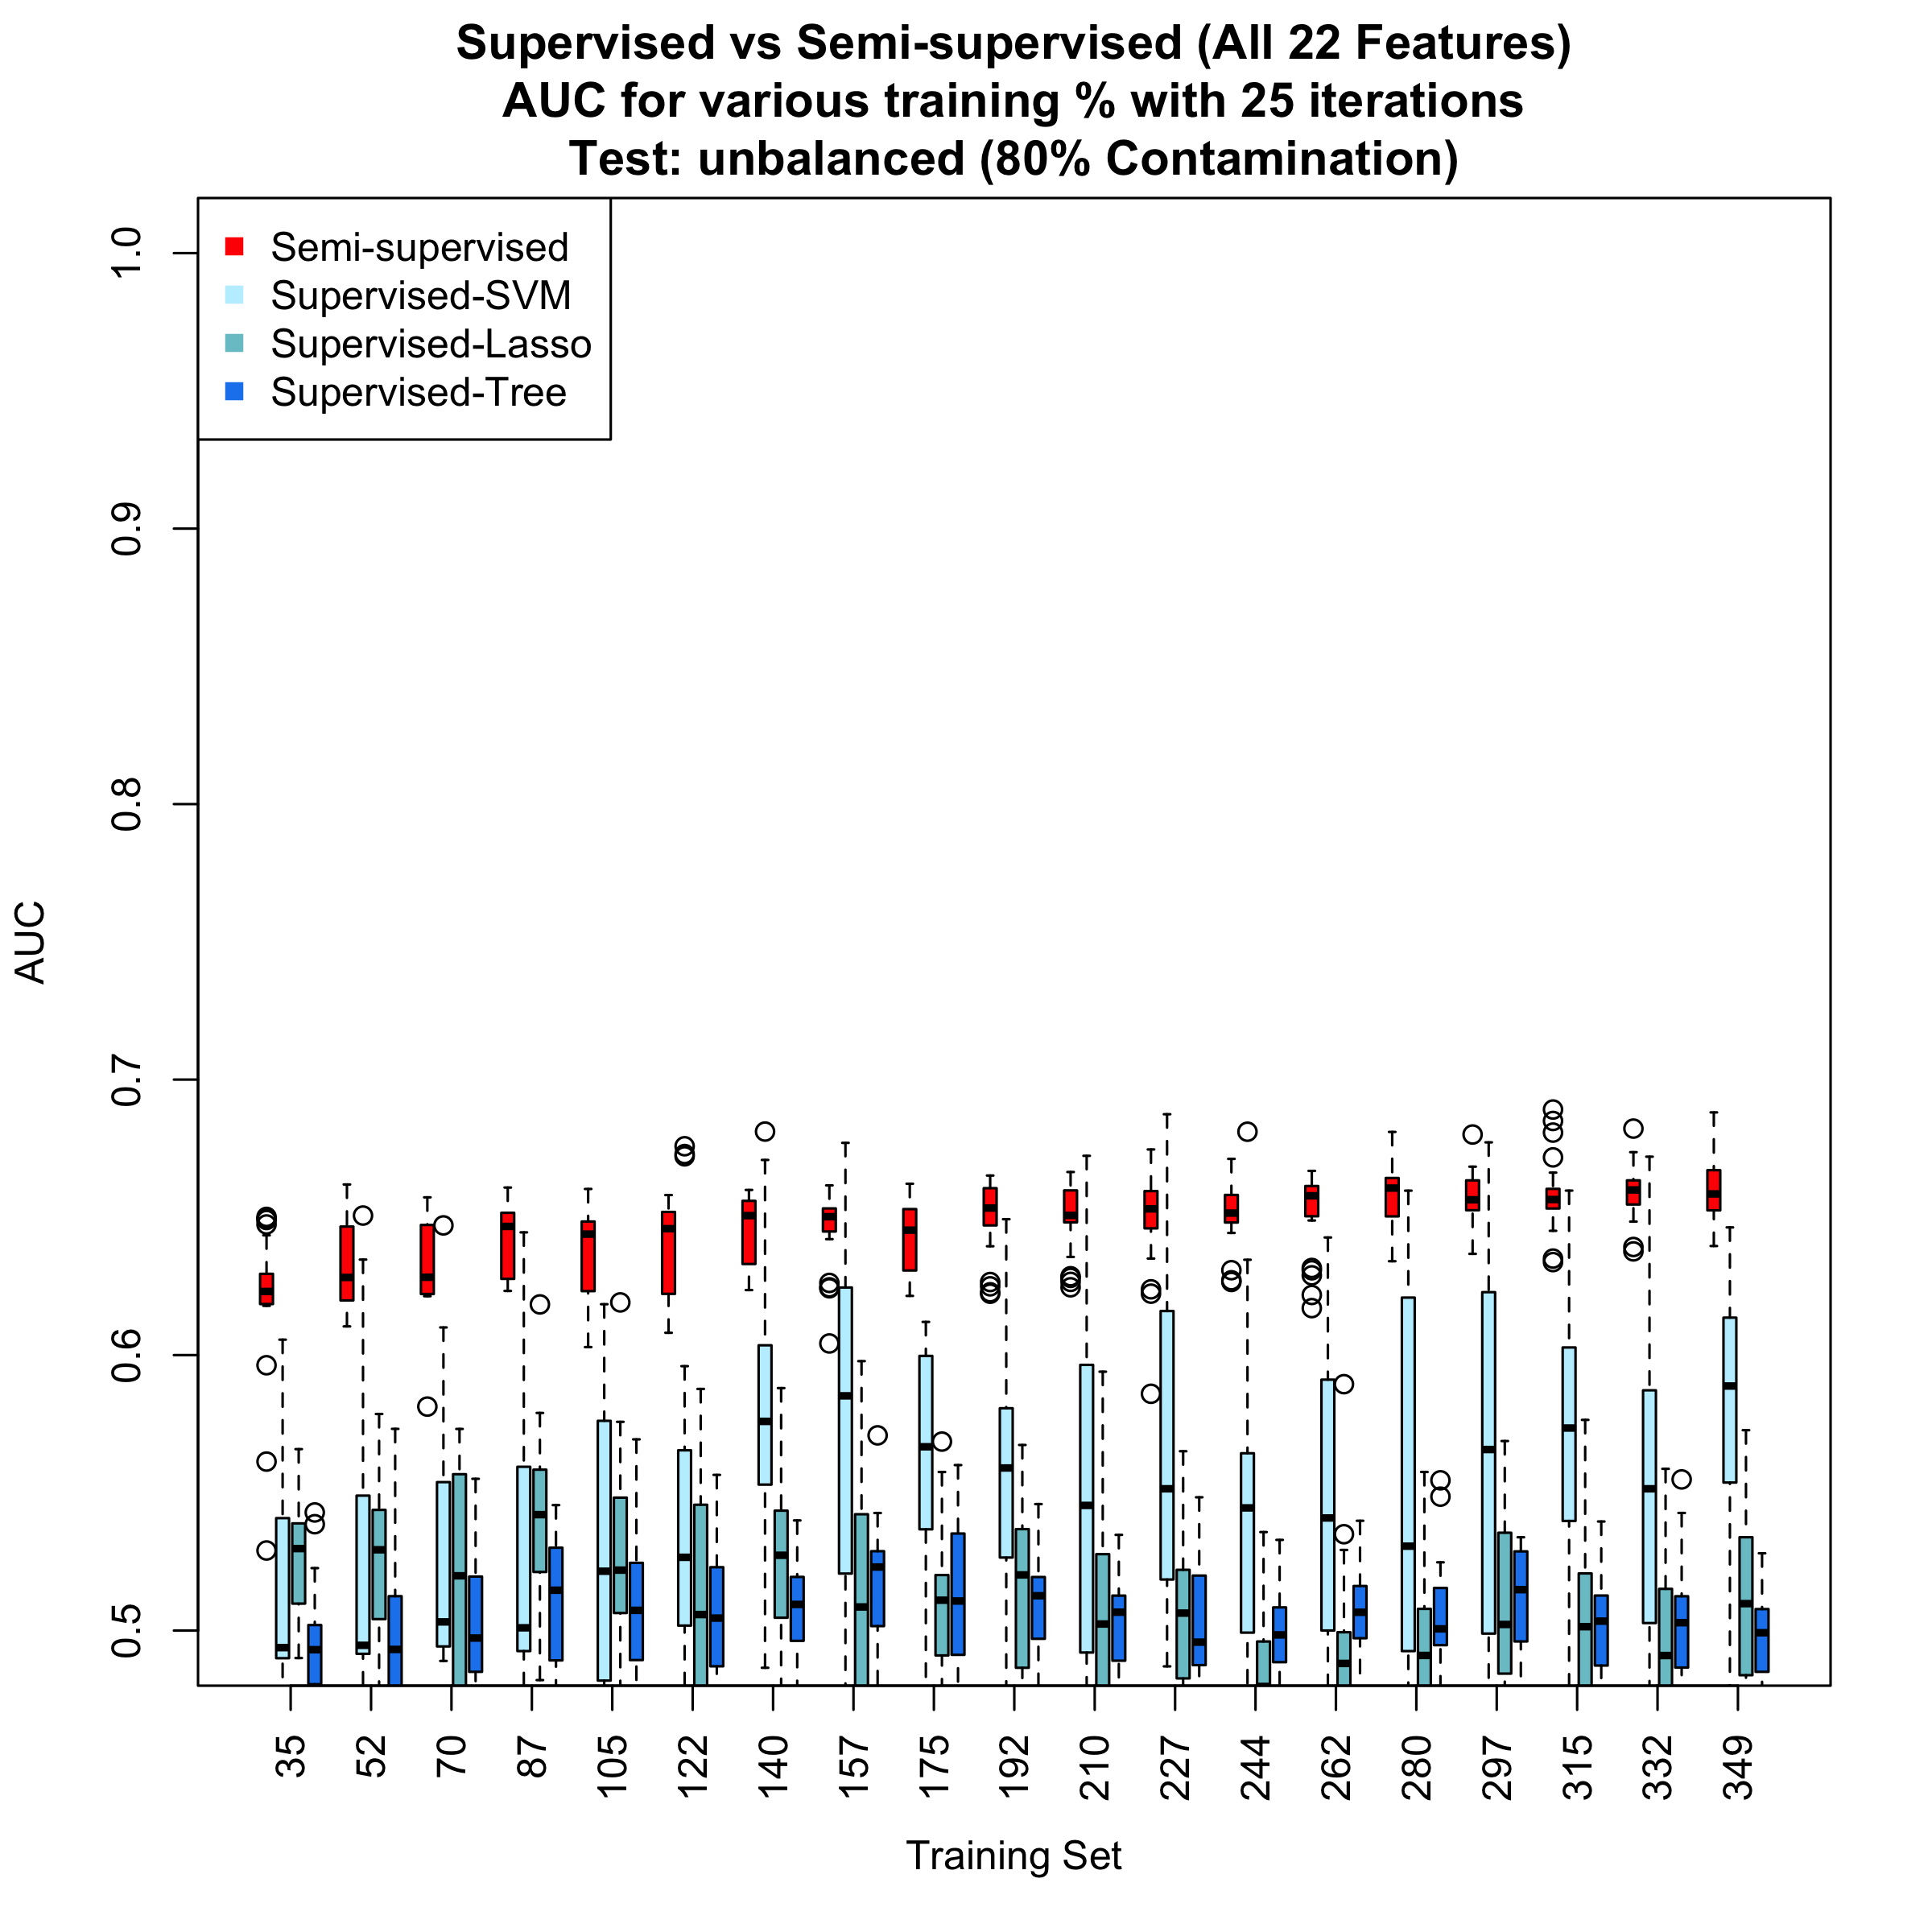 Supervised vs Semi-supervised (All 22 Features)
AUC for various training % with 25 iterations
Test: unbalanced (80% Contamination)
Semi-supervised
Supervised-SVM
Supervised-Lasso
Supervised-Tree
1.0
0.9
0.8
0.7
0.6
0.5
AUC
35 52 70 87 105 122 140 157 175 192 210 227 244 262 280 297 315 332 349
Training Set